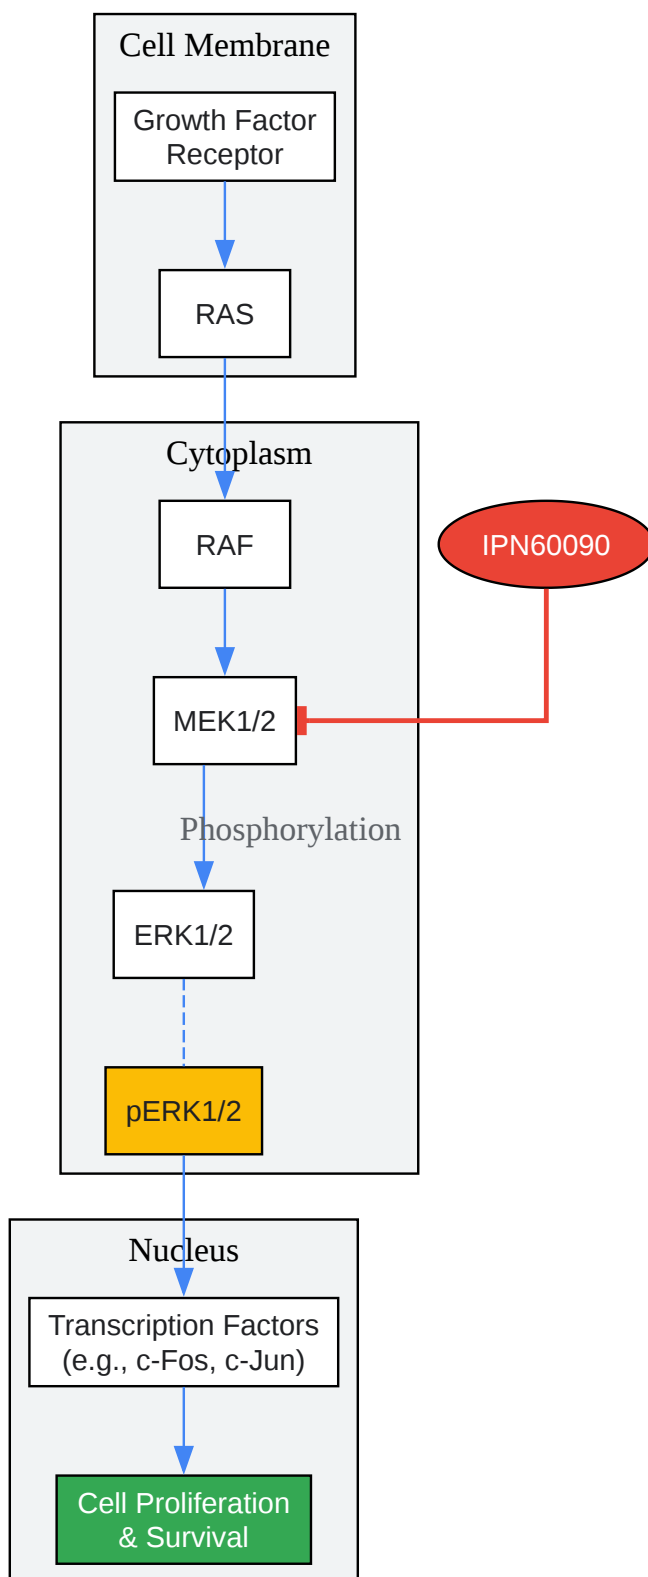 Cell Membrane
Growth Factor
Receptor
RAS
Cytoplasm
RAF
IPN60090
MEK1/2
Phosphorylation
ERK1/2
pERK1/2
Nucleus
Transcription Factors
(e.g., c-Fos, c-Jun)
Cell Proliferation
& Survival